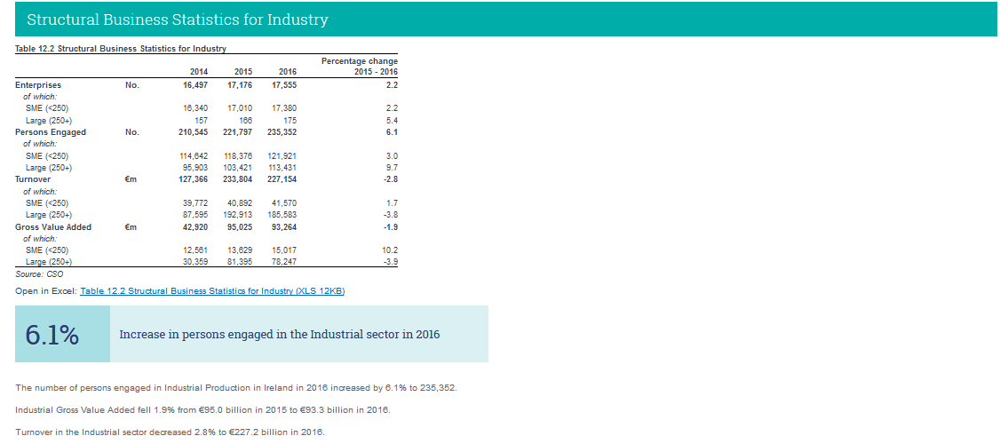 Structural Business Statistics for Industry
Table 12.2 Structural Business Statistics for Industry
Percentage change
2014 2015 2016 2015 - 2016
Enterprises No. 16,497 17,176 17,555 2.2
of which:
SME (<250) 16,340 17,010 17,380 2.2
Large (250+) 157 166 175 5.4
Persons Engaged No. 210,545 221,797 235,352 6.1
of which:
SME (<250) 114,642 118,376 121,921 3.0
Large (250+) 95,903 103,421 113,431 9.7
Turnover €m 127,366 233,804 227,154 -2.8
of which:
SME (<250) 39,772 40,892 41,570 1.7
Large (250+) 87,595 192,913 185,583 -3.8
Gross Value Added €m 42,920 95,025 93,264 -1.9
of which:
SME (<250) 12,561 13,629 15,017 10.2
Large (250+) 30,359 81,395 78,247 -3.9
Source: CSO
Open in Excel: Table 12.2 Structural Business Statistics for Industry (XLS 12KB)
6.1% Increase in persons engaged in the Industrial sector in 2016
The number of persons engaged in Industrial Production in Ireland in 2016 increased by 6.1% to 235,352.
Industrial Gross Value Added fell 1.9% from €95.0 billion in 2015 to €93.3 billion in 2016.
Turnover in the Industrial sector decreased 2.8% to €227.2 billion in 2016.